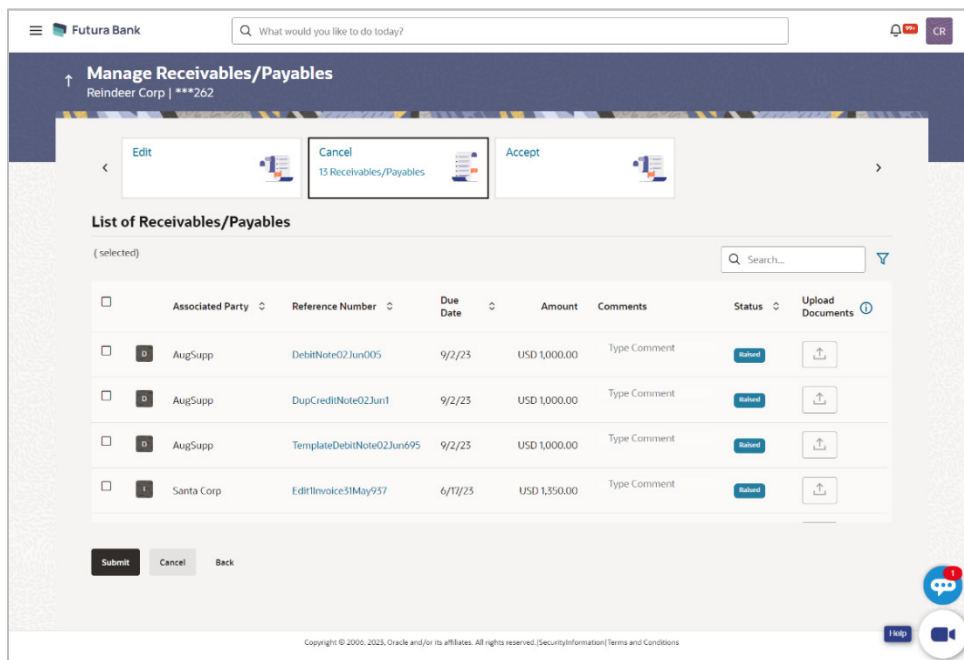 Futura Bank
What would you like to do today?
99+
CR
Manage Receivables/Payables
Reindeer Corp | ***262
Edit
Cancel
13 Receivables/Payables
Accept
List of Receivables/Payables
( selected)
Search...
Associated Party Reference Number Due Date Amount Comments Status Upload Documents
D AugSupp DebitNote02Jun005 9/2/23 USD 1,000.00 Type Comment Raised
D AugSupp DupCreditNote02Jun1 9/2/23 USD 1,000.00 Type Comment Raised
D AugSupp TemplateDebitNote02Jun695 9/2/23 USD 1,000.00 Type Comment Raised
I Santa Corp Edit1Invoice31May937 6/17/23 USD 1,350.00 Type Comment Raised
Submit Cancel Back
1
Help
Copyright © 2006, 2023, Oracle and/or its affiliates. All rights reserved.|SecurityInformation|Terms and Conditions